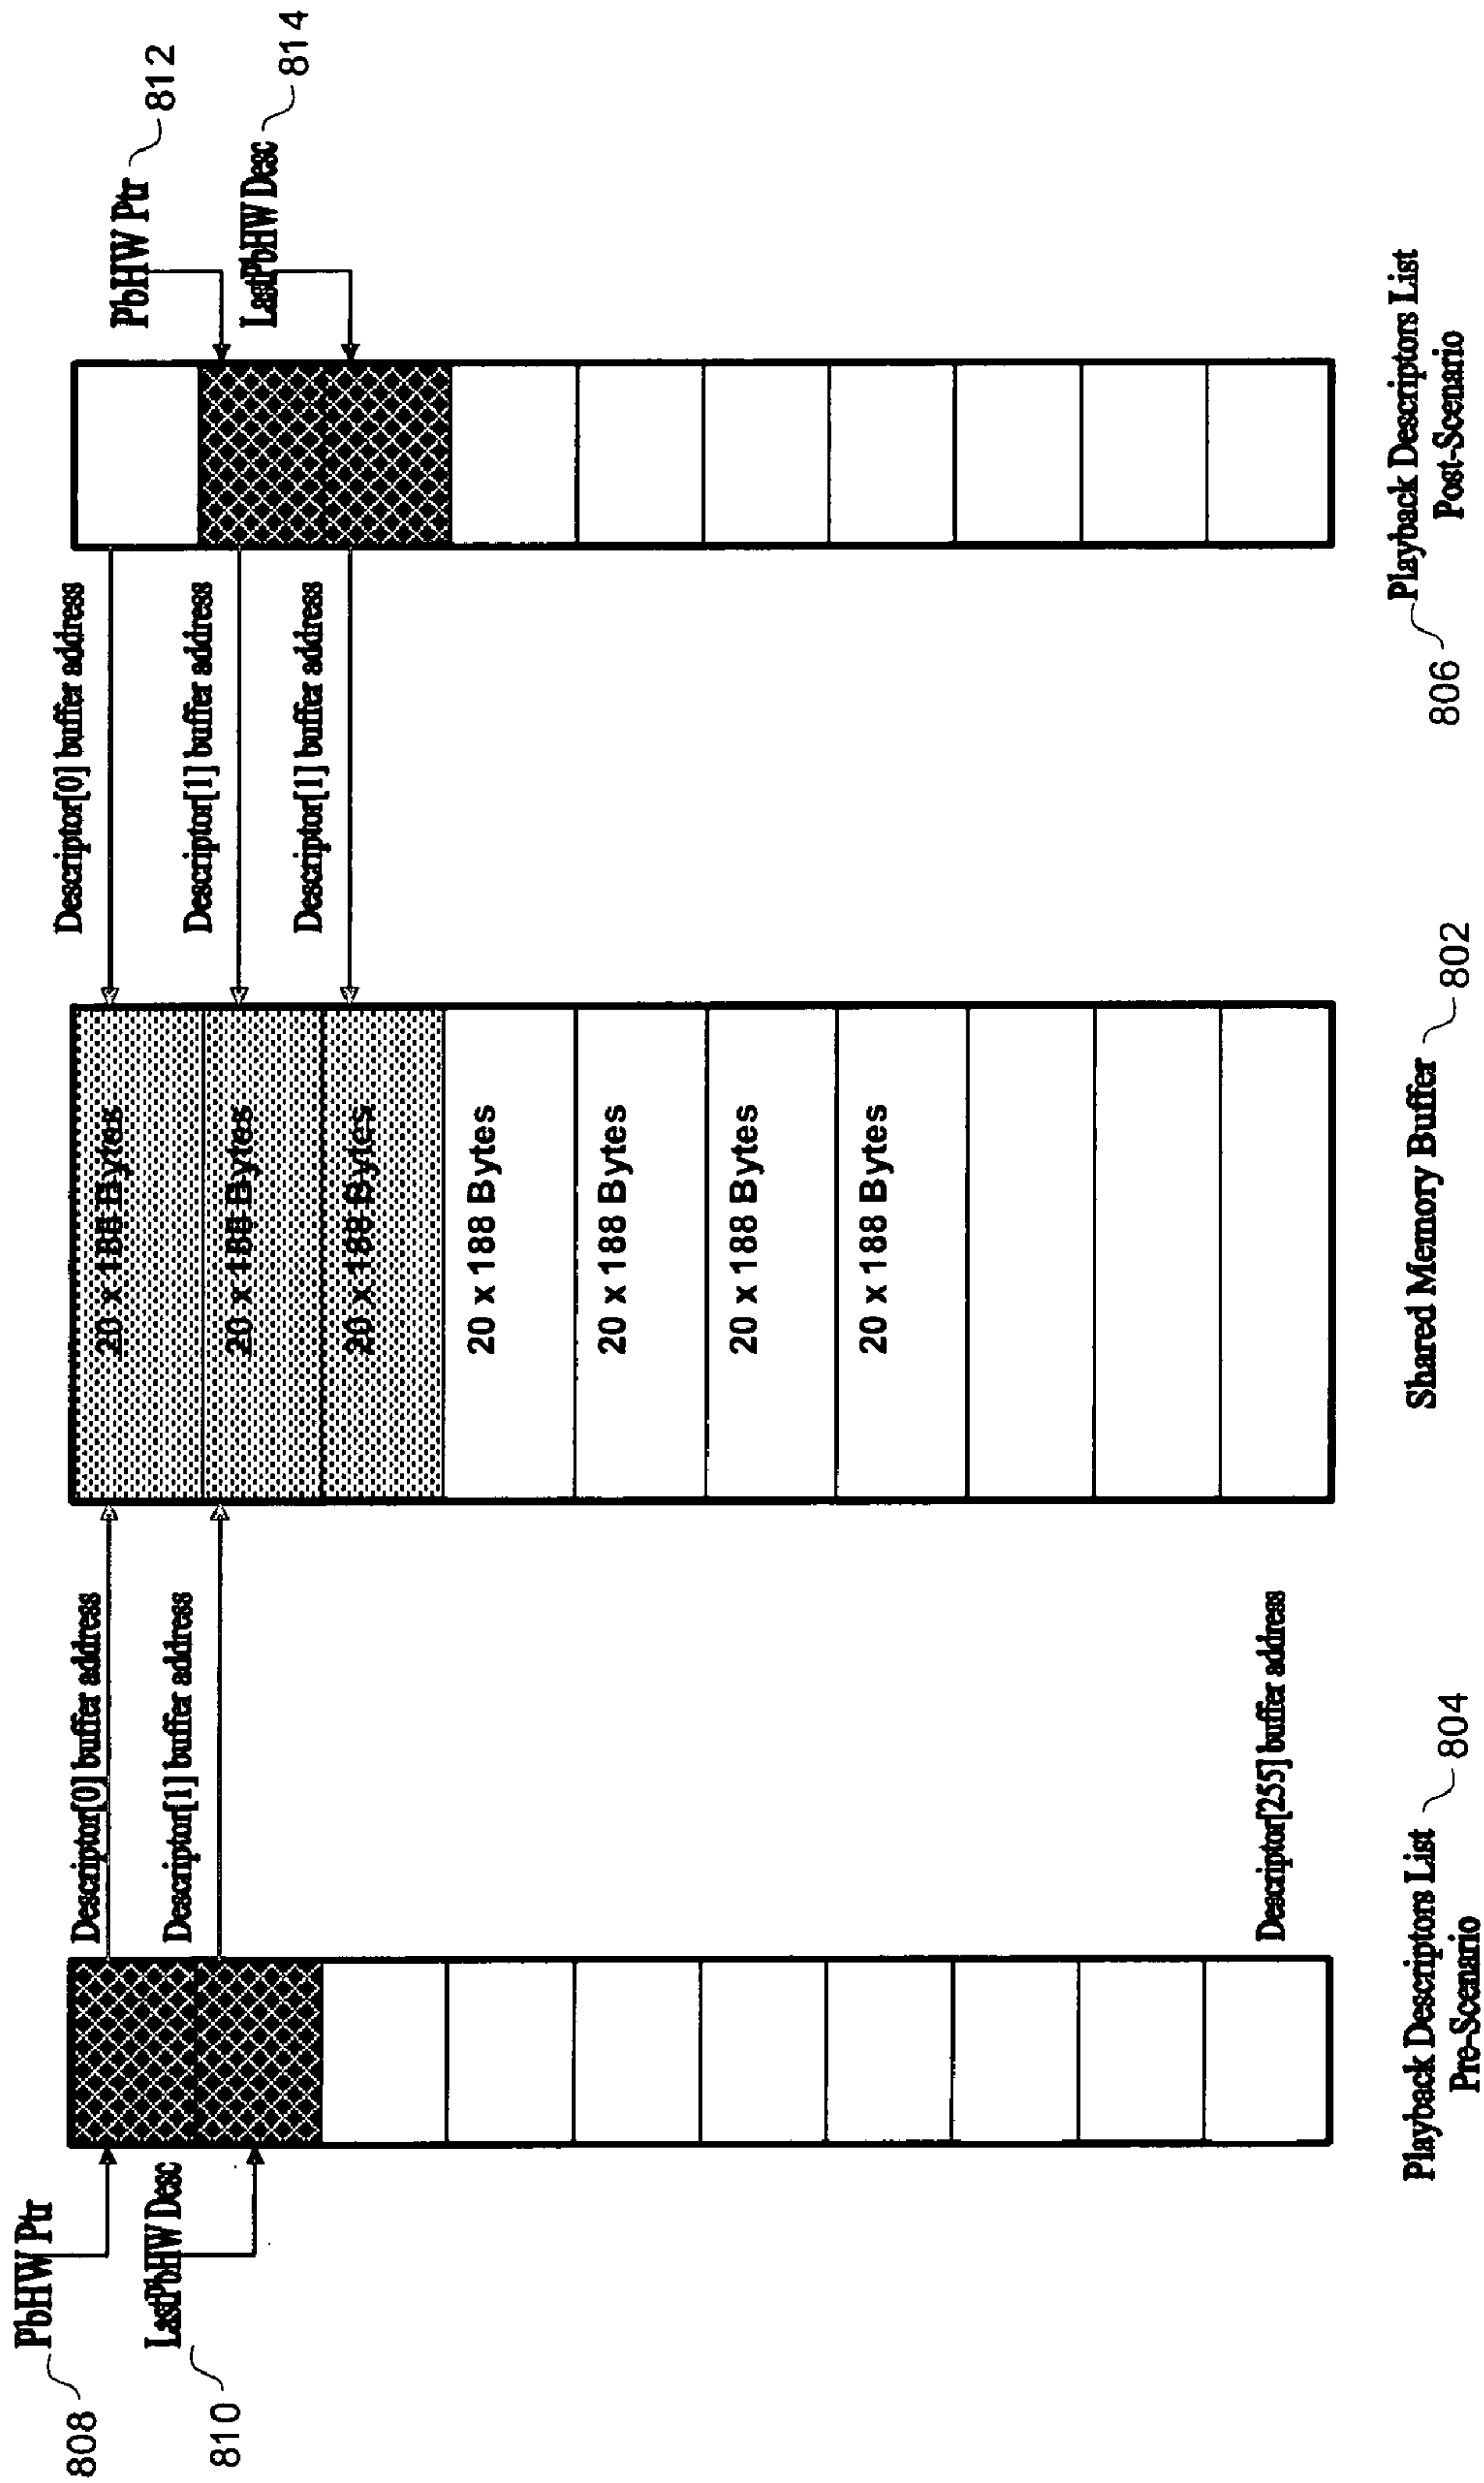 PbHW Ptr
808
LastPbHW Desc
810
Descriptor[0] buffer address
Descriptor[1] buffer address
Descriptor[255] buffer address
Playback Descriptors List
Pre-Scenario
804
20 x 188 Bytes
20 x 188 Bytes
20 x 188 Bytes
20 x 188 Bytes
20 x 188 Bytes
20 x 188 Bytes
20 x 188 Bytes
Shared Memory Buffer
802
Descriptor[0] buffer address
Descriptor[1] buffer address
Descriptor[1] buffer address
PbHW Ptr
812
LastPbHW Desc
814
806
Playback Descriptors List
Post-Scenario